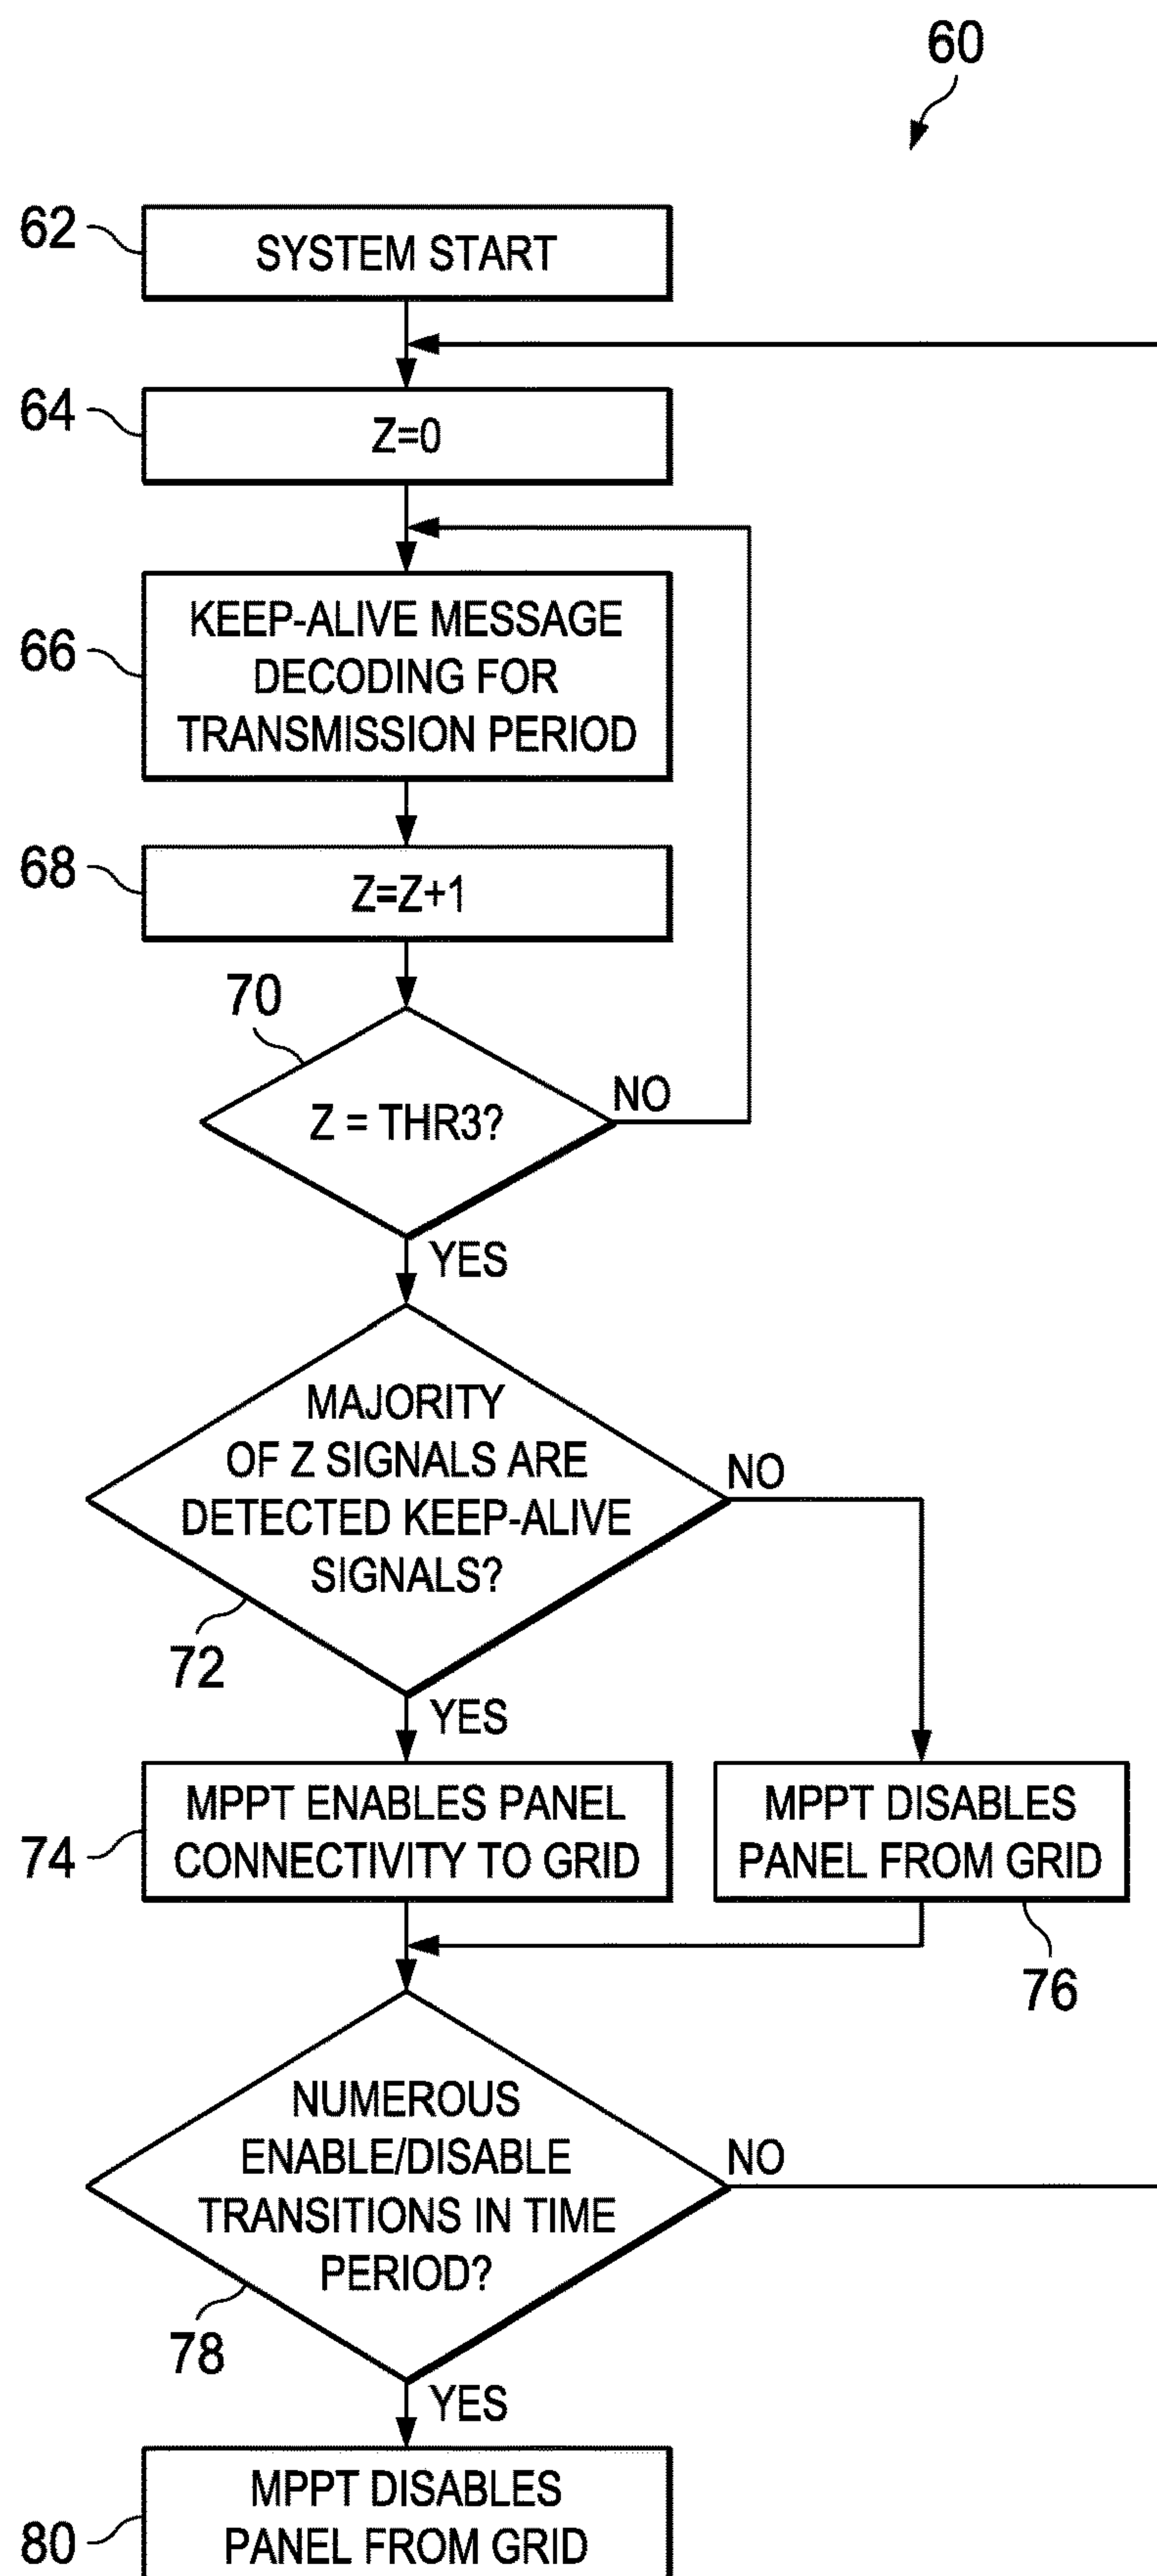 60
62
SYSTEM START
64
Z=0
66
KEEP-ALIVE MESSAGE
DECODING FOR
TRANSMISSION PERIOD
68
Z=Z+1
70
Z = THR3?
NO
YES
MAJORITY
OF Z SIGNALS ARE
DETECTED KEEP-ALIVE
SIGNALS?
NO
72
YES
74
MPPT ENABLES PANEL
CONNECTIVITY TO GRID
MPPT DISABLES
PANEL FROM GRID
76
NUMEROUS
ENABLE/DISABLE
TRANSITIONS IN TIME
PERIOD?
NO
78
YES
80
MPPT DISABLES
PANEL FROM GRID